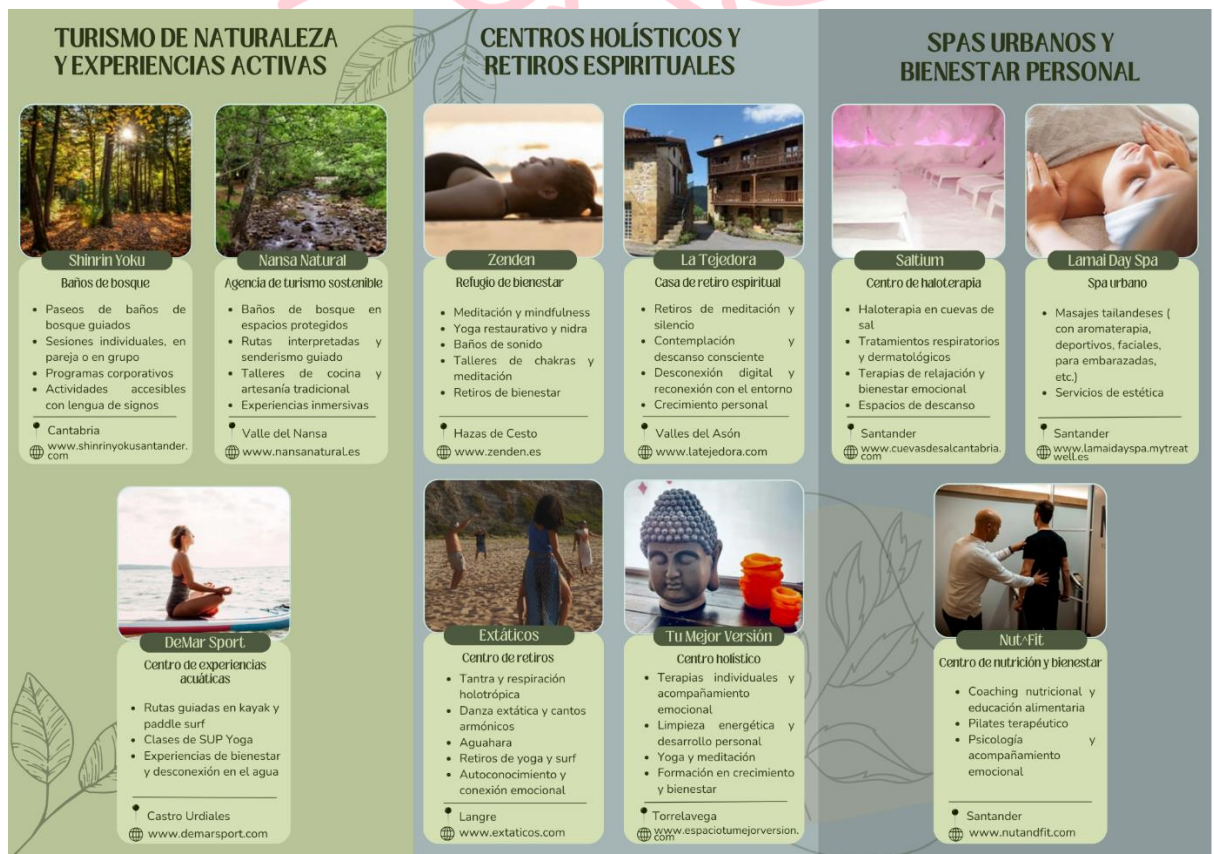 TURISMO DE NATURALEZA
Y EXPERIENCIAS ACTIVAS
Shinrin Yoku
Baños de bosque
• Paseos de baños de
bosque guiados
• Sesiones individuales, en
pareja o en grupo
• Programas corporativos
• Actividades accesibles
con lengua de signos
Cantabria
www.shinrinyokusantander.
com
Nansa Natural
Agencia de turismo sostenible
• Baños de bosque en
espacios protegidos
• Rutas interpretadas y
senderismo guiado
• Talleres de cocina y
artesanía tradicional
• Experiencias inmersivas
Valle del Nansa
www.nansanatural.es
DeMar Sport
Centro de experiencias
acuáticas
• Rutas guiadas en kayak y
paddle surf
• Clases de SUP Yoga
• Experiencias de bienestar
y desconexión en el agua
Castro Urdiales
www.demarsport.com
CENTROS HOLÍSTICOS Y
RETIROS ESPIRITUALES
Zenden
Refugio de bienestar
• Meditación y mindfulness
• Yoga restaurativo y nidra
• Baños de sonido
• Talleres de chakras y
meditación
• Retiros de bienestar
Hazas de Cesto
www.zenden.es
La Tejedora
Casa de retiro espiritual
• Retiros de meditación y
silencio
• Contemplación y
descanso consciente
• Desconexión digital y
reconexión con el entorno
• Crecimiento personal
Valles del Asón
www.latejedora.com
Extáticos
Centro de retiros
• Tantra y respiración
holotrópica
• Danza extática y cantos
armónicos
• Aguahara
• Retiros de yoga y surf
• Autoconocimiento y
conexión emocional
Langre
www.extaticos.com
Tu Mejor Versión
Centro holístico
• Terapias individuales y
acompañamiento
emocional
• Limpieza energética y
desarrollo personal
• Yoga y meditación
• Formación en crecimiento
y bienestar
Torrelavega
www.espaciotumejorversion.
com
SPAS URBANOS Y
BIENESTAR PERSONAL
Saltium
Centro de haloterapia
• Haloterapia en cuevas de
sal
• Tratamientos respiratorios
y dermatológicos
• Terapias de relajación y
bienestar emocional
• Espacios de descanso
Santander
www.cuevasdesalcantabria.
com
Lamai Day Spa
Spa urbano
• Masajes tailandeses (
con aromaterapia,
deportivos, faciales,
para embarazadas,
etc.)
• Servicios de estética
Santander
www.lamaidayspa.mytreat
well.es
Nut^Fit
Centro de nutrición y bienestar
• Coaching nutricional y
educación alimentaria
• Pilates terapéutico
• Psicología y
acompañamiento
emocional
Santander
www.nutandfit.com